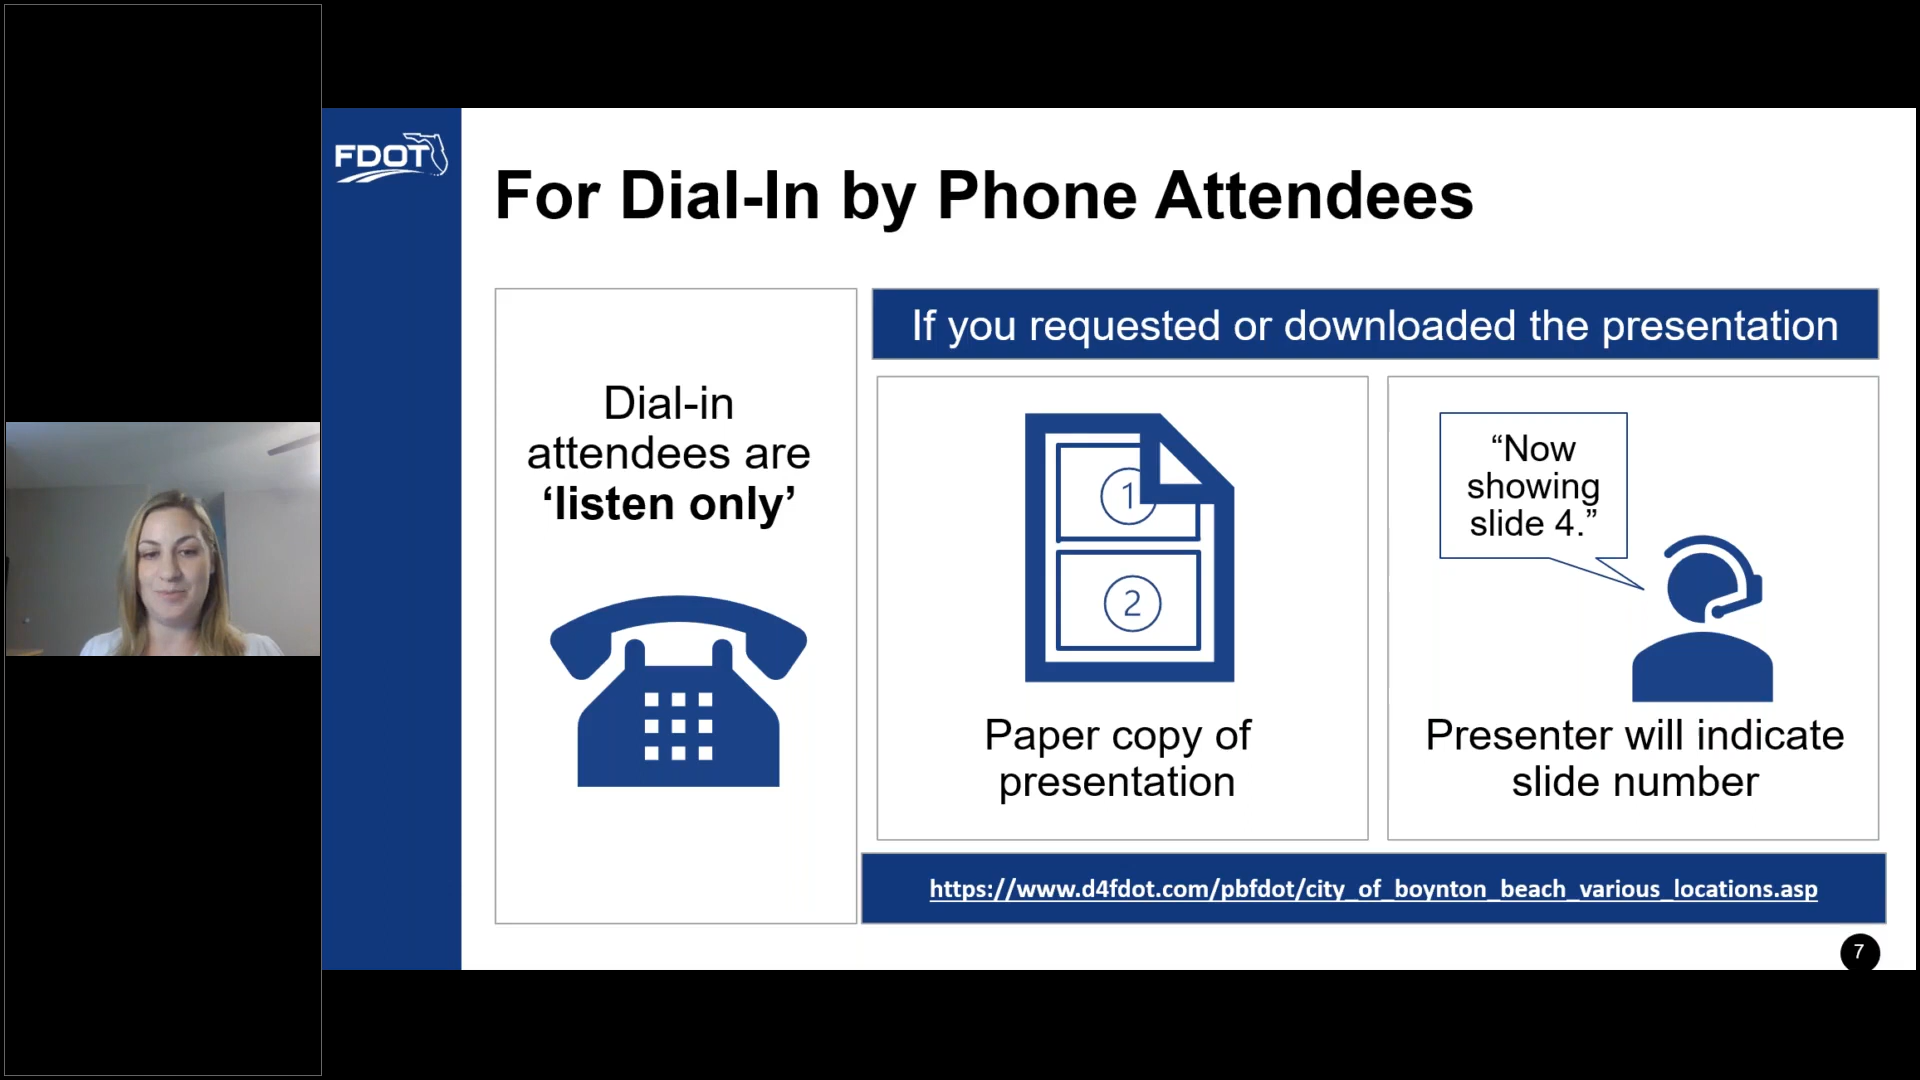 FDOT
For Dial-In by Phone Attendees
Dial-in
attendees are
‘listen only’
If you requested or downloaded the presentation
1
2
Paper copy of
presentation
“Now
showing
slide 4.”
Presenter will indicate
slide number
https://www.d4fdot.com/pbfdot/city_of_boynton_beach_various_locations.asp
7